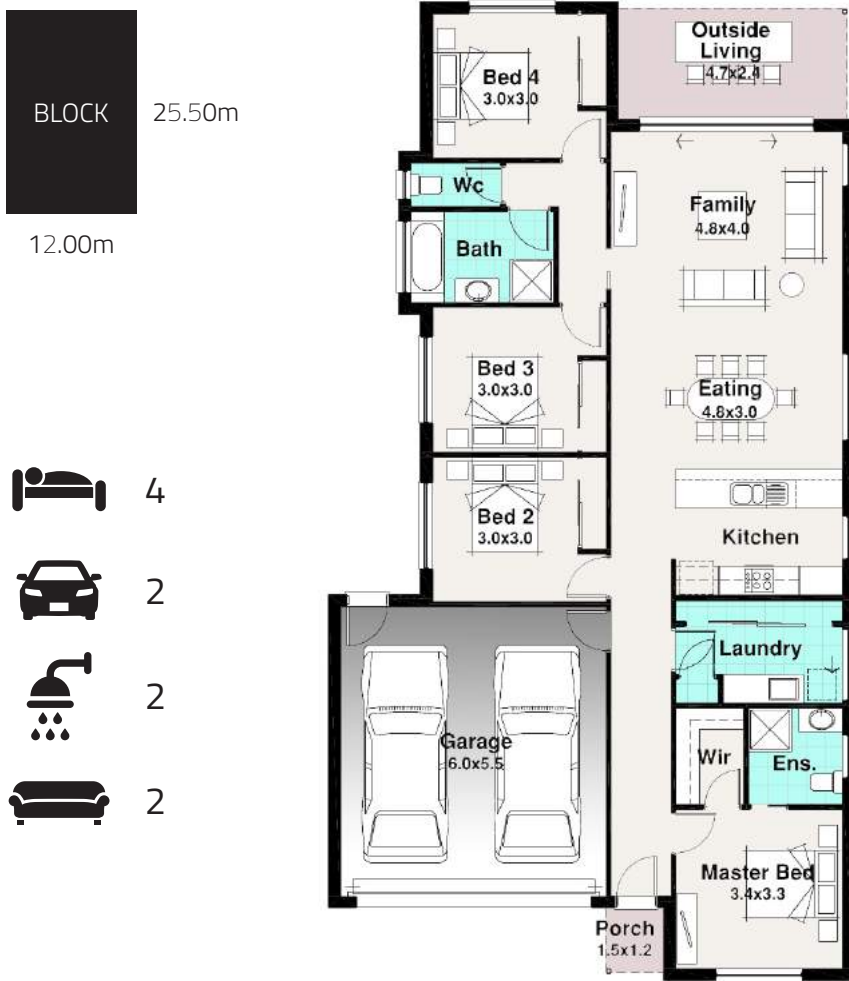 BLOCK
25.50m
12.00m
4
2
2
2
Outside
Living
4.7x2.4
Bed 4
3.0x3.0
Wc
Bath
Family
4.8x4.0
Bed 3
3.0x3.0
Eating
4.8x3.0
Bed 2
3.0x3.0
Kitchen
Laundry
Garage
6.0x5.5
Wir
Ens.
Master Bed
3.4x3.3
Porch
1.5x1.2